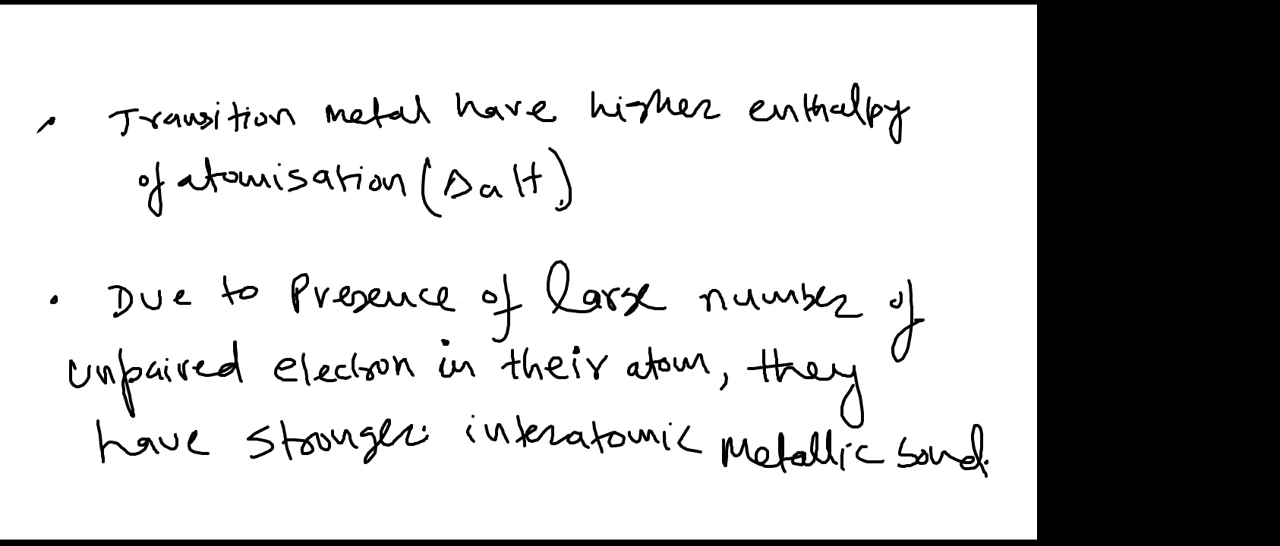 • Transition metal have higher enthalpy
of atomisation (ΔaH)
• Due to Presence of large number of
unpaired electron in their atom, they
have stronger interatomic metallic bond.